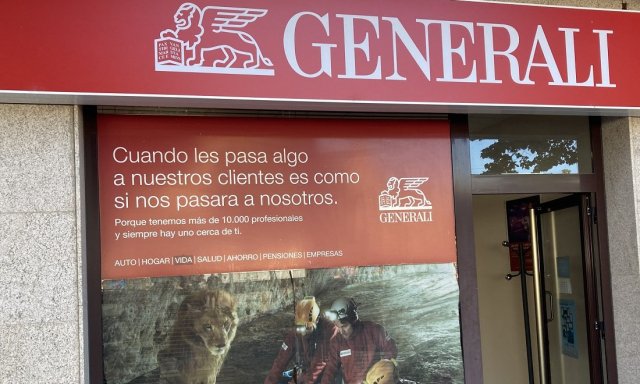 GENERALI
Cuando les pasa algo
a nuestros clientes es como
si nos pasara a nosotros.
Porque tenemos más de 10.000 profesionales
y siempre hay uno cerca de ti.
GENERALI
AUTO | HOGAR | VIDA | SALUD | AHORRO | PENSIONES | EMPRESAS